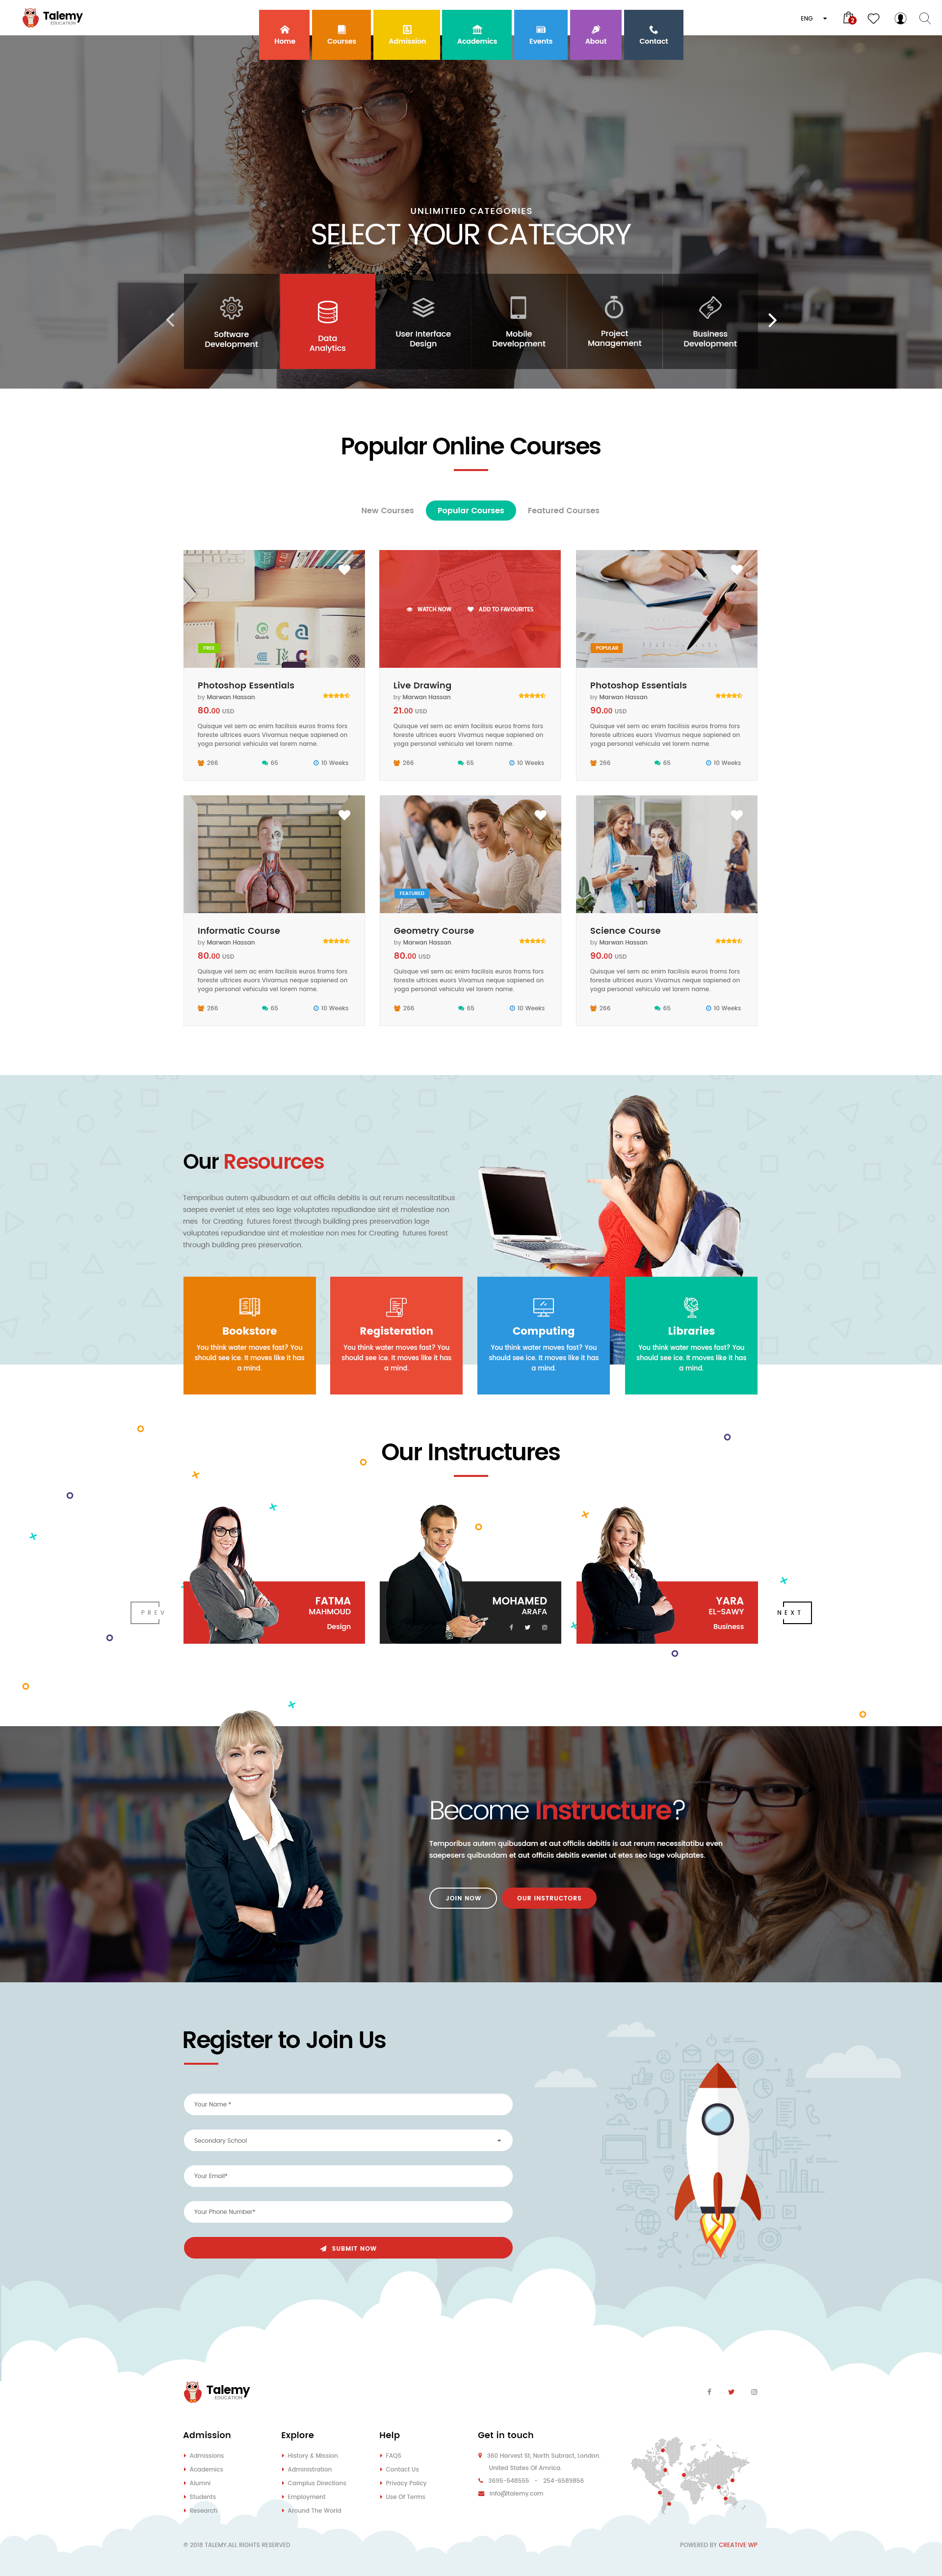 Talemy
EDUCATION
Home
Courses
Admission
Academics
Events
About
Contact
ENG
2
UNLIMITIED CATEGORIES
SELECT YOUR CATEGORY
Software
Development
Data
Analytics
User Interface
Design
Mobile
Development
Project
Management
Business
Development
Popular Online Courses
New Courses
Popular Courses
Featured Courses
FREE
Photoshop Essentials
by Marwan Hassan
80.00 USD
Quisque vel sem ac enim facilisis euros froms fors
foreste ultrices euors Vivamus neque sapiened on
yoga personal vehicula vel lorem name.
266
65
10 Weeks
WATCH NOW
ADD TO FAVOURITES
Live Drawing
by Marwan Hassan
21.00 USD
Quisque vel sem ac enim facilisis euros froms fors
foreste ultrices euors Vivamus neque sapiened on
yoga personal vehicula vel lorem name.
266
65
10 Weeks
POPULAR
Photoshop Essentials
by Marwan Hassan
90.00 USD
Quisque vel sem ac enim facilisis euros froms fors
foreste ultrices euors Vivamus neque sapiened on
yoga personal vehicula vel lorem name.
266
65
10 Weeks
Informatic Course
by Marwan Hassan
80.00 USD
Quisque vel sem ac enim facilisis euros froms fors
foreste ultrices euors Vivamus neque sapiened on
yoga personal vehicula vel lorem name.
266
65
10 Weeks
FEATURED
Geometry Course
by Marwan Hassan
80.00 USD
Quisque vel sem ac enim facilisis euros froms fors
foreste ultrices euors Vivamus neque sapiened on
yoga personal vehicula vel lorem name.
266
65
10 Weeks
Science Course
by Marwan Hassan
90.00 USD
Quisque vel sem ac enim facilisis euros froms fors
foreste ultrices euors Vivamus neque sapiened on
yoga personal vehicula vel lorem name.
266
65
10 Weeks
Our Resources
Temporibus autem quibusdam et aut officiis debitis is aut rerum necessitatibus
saepes eveniet ut etes seo lage voluptates repudiandae sint et molestiae non
mes for Creating futures forest through building pres preservation lage
voluptates repudiandae sint et molestiae non mes for Creating futures forest
through building pres preservation.
Bookstore
You think water moves fast? You
should see ice. It moves like it has
a mind.
Registeration
You think water moves fast? You
should see ice. It moves like it has
a mind.
Computing
You think water moves fast? You
should see ice. It moves like it has
a mind.
Libraries
You think water moves fast? You
should see ice. It moves like it has
a mind.
Our Instructures
PREV
FATMA
MAHMOUD
Design
MOHAMED
ARAFA
YARA
EL-SAWY
Business
NEXT
Become Instructure?
Temporibus autem quibusdam et aut officiis debitis is aut rerum necessitatibu even
saepesers quibusdam et aut officiis debitis eveniet ut etes seo lage voluptates.
JOIN NOW
OUR INSTRUCTORS
Register to Join Us
Your Name *
Secondary School
Your Email*
Your Phone Number*
SUBMIT NOW
Talemy
EDUCATION
Admission
Admissions
Academics
Alumni
Students
Research
Explore
History & Mission
Administration
Camplus Directions
Employment
Around The World
Help
FAQS
Contact Us
Privacy Policy
Use Of Terms
Get in touch
360 Harvest St, North Subract, London.
United States Of Amrica.
3695-548555 - 254-6589856
info@talemy.com
© 2018 TALEMY.ALL RIGHTS RESERVED
POWERED BY CREATIVE WP